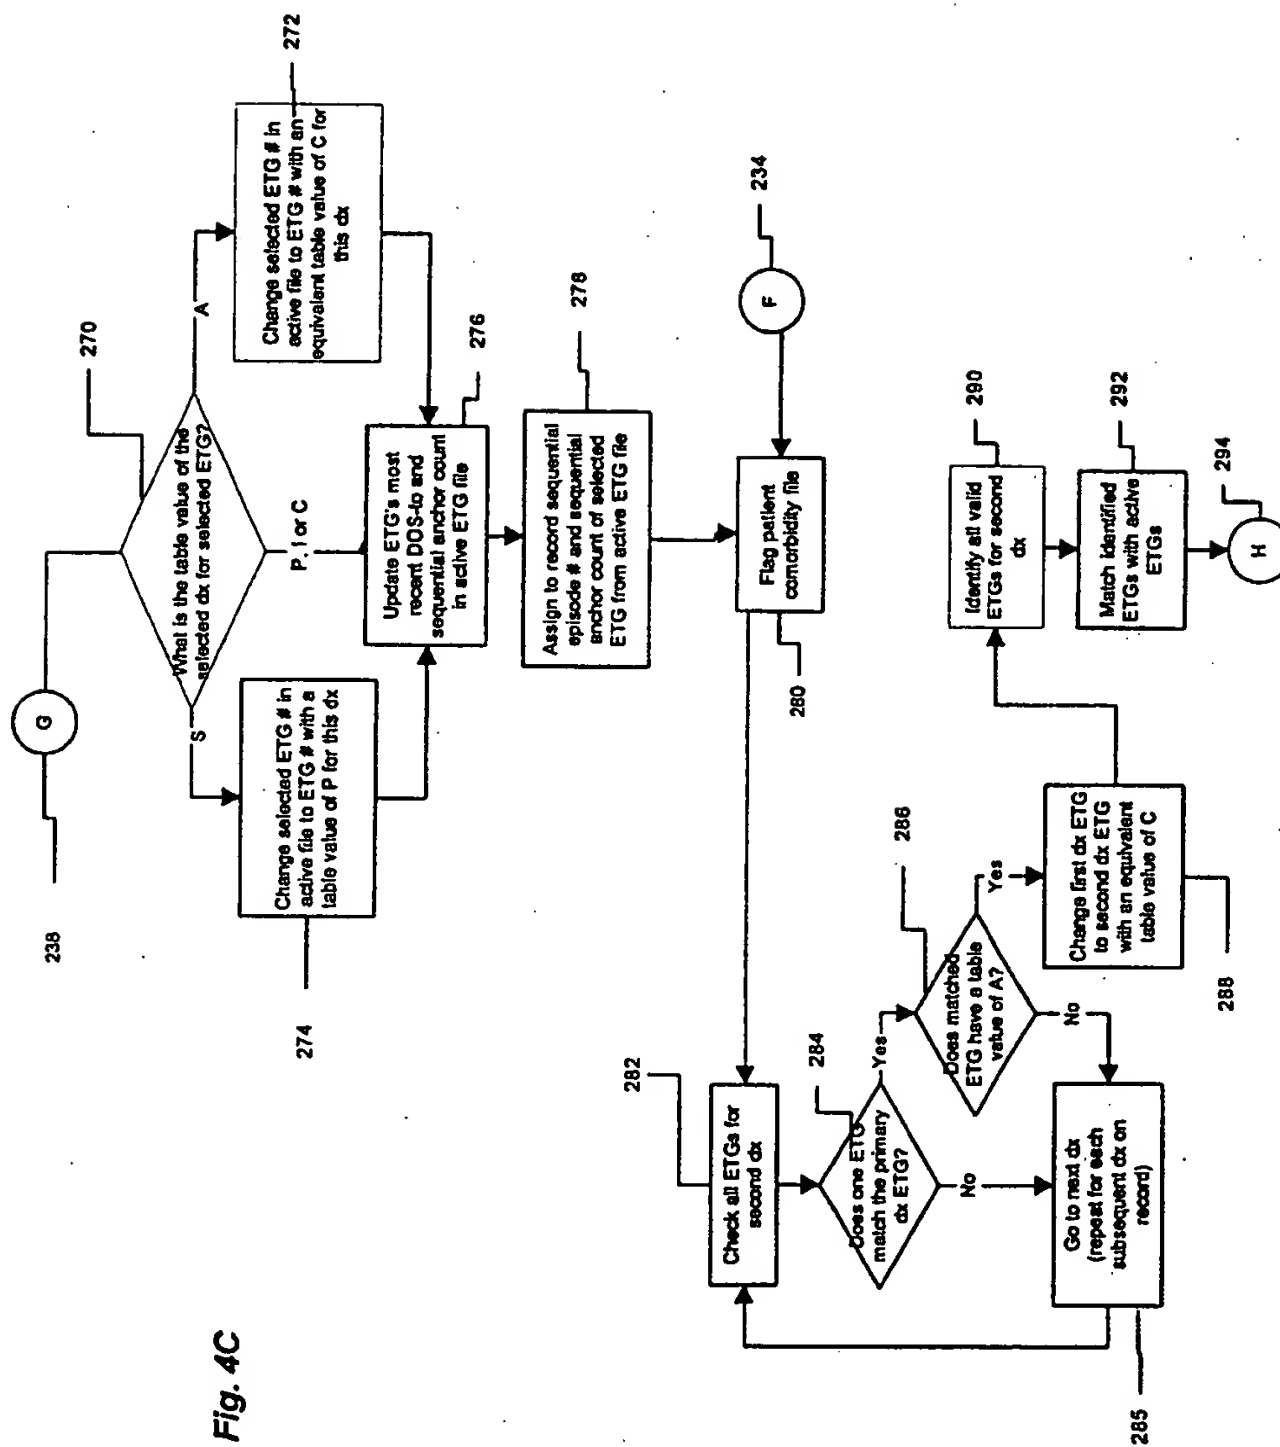 Fig. 4C
G
238
270
What is the table value of the
selected dx for selected ETG?
S
P, I or C
A
Change selected ETG # in
active file to ETG # with a
table value of P for this dx
274
Change selected ETG # in
active file to ETG # with an
equivalent table value of C for
this dx
272
Update ETG's most
recent DOS-to and
sequential anchor count
in active ETG file
276
Assign to record sequential
episode # and sequential
anchor count of selected
ETG from active ETG file
278
F
234
Flag patient
comorbidity file
280
282
Check all ETGs for
second dx
284
Does one ETG
match the primary
dx ETG?
Yes
No
Go to next dx
(repeat for each
subsequent dx on
record)
285
286
Does matched
ETG have a table
value of A?
Yes
No
Change first dx ETG
to second dx ETG
with an equivalent
table value of C
288
Identify all valid
ETGs for second
dx
290
Match identified
ETGs with active
ETGs
292
H
294